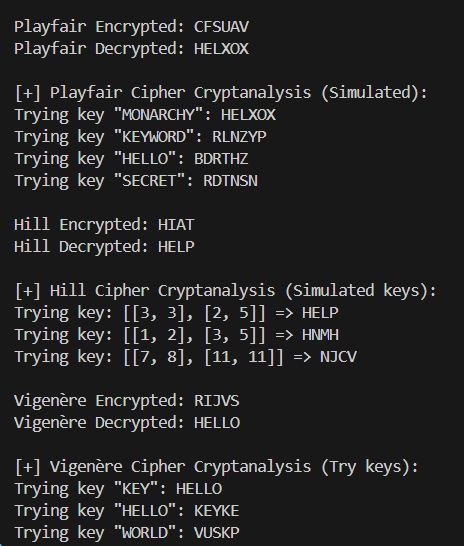 Playfair Encrypted: CFSUAV
Playfair Decrypted: HELXOX
[+] Playfair Cipher Cryptanalysis (Simulated):
Trying key "MONARCHY": HELXOX
Trying key "KEYWORD": RLNZYP
Trying key "HELLO": BDRTHZ
Trying key "SECRET": RDTNSN
Hill Encrypted: HIAT
Hill Decrypted: HELP
[+] Hill Cipher Cryptanalysis (Simulated keys):
Trying key: [[3, 3], [2, 5]] => HELP
Trying key: [[1, 2], [3, 5]] => HNMH
Trying key: [[7, 8], [11, 11]] => NJCV
Vigenère Encrypted: RIJVS
Vigenère Decrypted: HELLO
[+] Vigenère Cipher Cryptanalysis (Try keys):
Trying key "KEY": HELLO
Trying key "HELLO": KEYKE
Trying key "WORLD": VUSKP